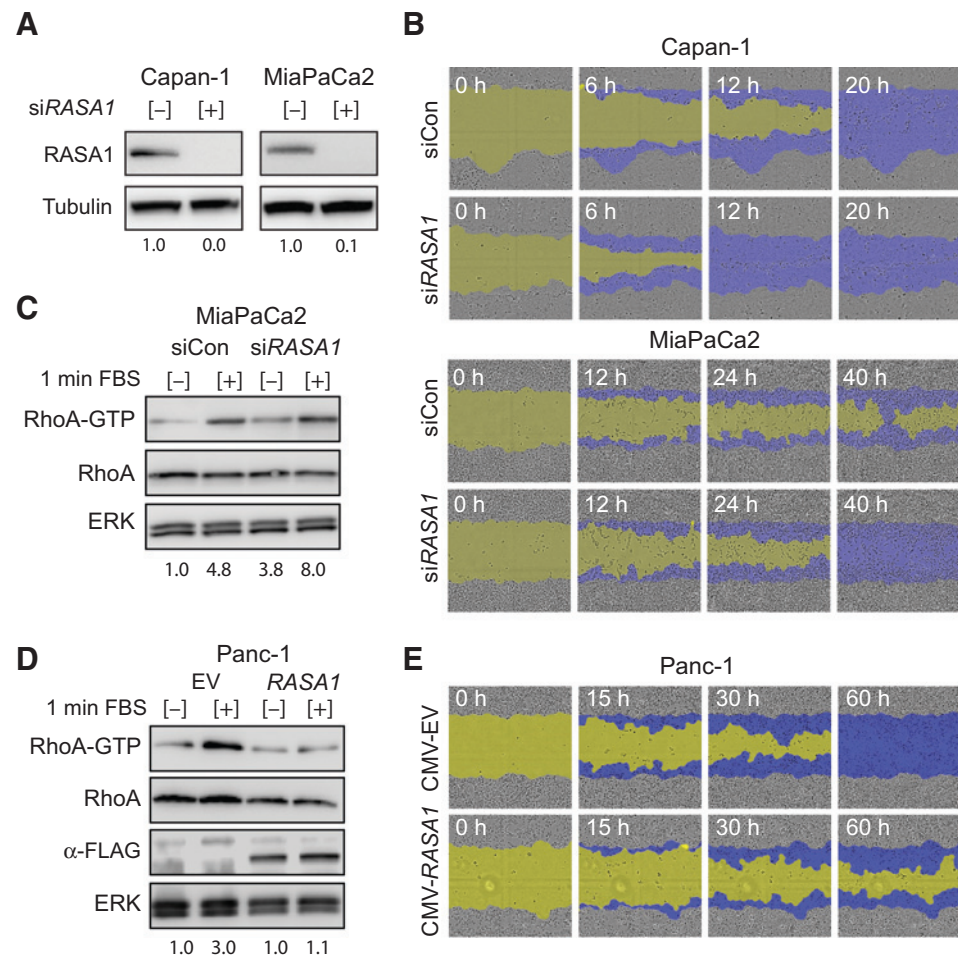 A
Capan-1 MiaPaCa2
siRASA1 [–] [+] [–] [+]
RASA1
Tubulin
1.0 0.0 1.0 0.1
B
Capan-1
siCon
0 h 6 h 12 h 20 h
siRASA1
0 h 6 h 12 h 20 h
MiaPaCa2
siCon
0 h 12 h 24 h 40 h
siRASA1
0 h 12 h 24 h 40 h
C
MiaPaCa2
siCon siRASA1
1 min FBS [–] [+] [–] [+]
RhoA-GTP
RhoA
ERK
1.0 4.8 3.8 8.0
D
Panc-1
EV RASA1
1 min FBS [–] [+] [–] [+]
RhoA-GTP
RhoA
α-FLAG
ERK
1.0 3.0 1.0 1.1
E
Panc-1
CMV-EV
0 h 15 h 30 h 60 h
CMV-RASA1
0 h 15 h 30 h 60 h